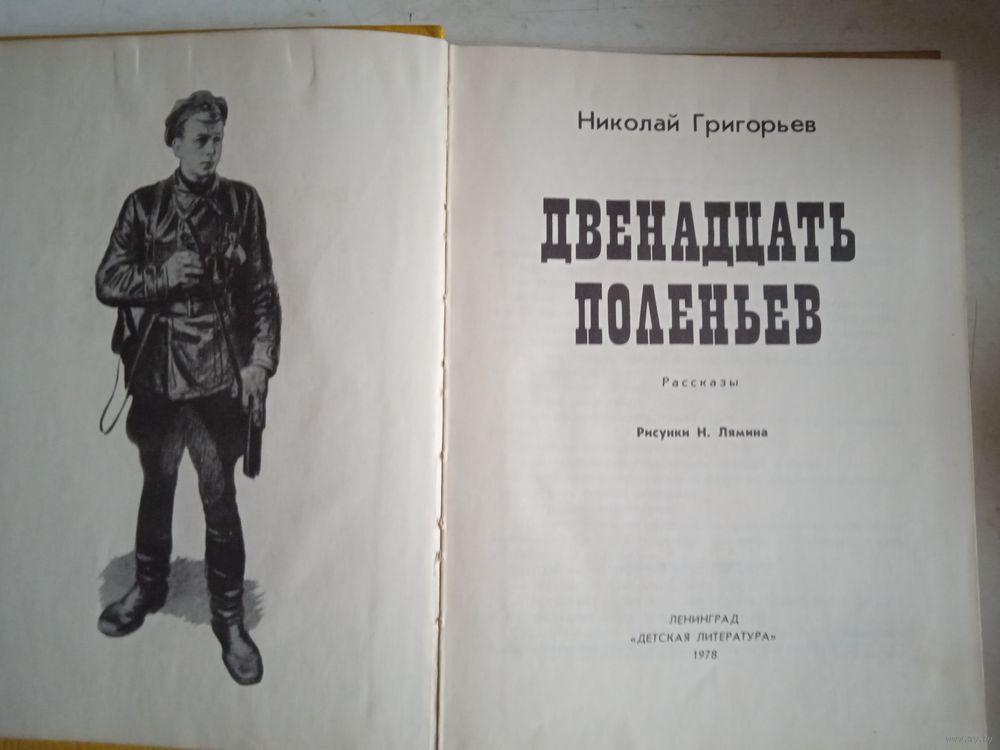 Николай Григорьев
ДВЕНАДЦАТЬ
ПОЛЕНЬЕВ
Рассказы
Рисунки Н. Лямина
ЛЕНИНГРАД
«ДЕТСКАЯ ЛИТЕРАТУРА»
1978